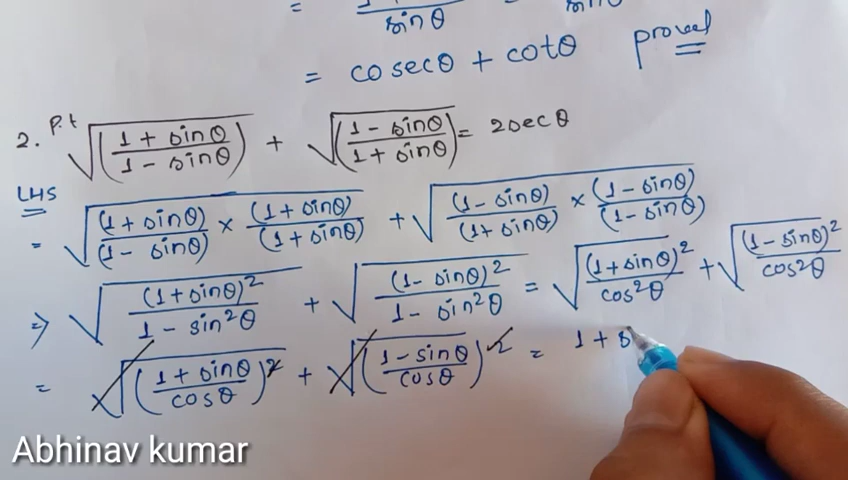 = sinθ sinθ
= cosecθ + cotθ proved
2. P.t √((1 + sinθ)/(1 - sinθ)) + √((1 - sinθ)/(1 + sinθ)) = 2secθ
LHS
= √((1 + sinθ)/(1 - sinθ) × (1 + sinθ)/(1 + sinθ)) + √((1 - sinθ)/(1 + sinθ) × (1 - sinθ)/(1 - sinθ))
⇒ √((1 + sinθ)²/(1 - sin²θ)) + √((1 - sinθ)²/(1 - sin²θ)) = √((1 + sinθ)²/cos²θ) + √((1 - sinθ)²/cos²θ)
= √((1 + sinθ)/cosθ)² + √((1 - sinθ)/cosθ)² = 1 + s
Abhinav kumar